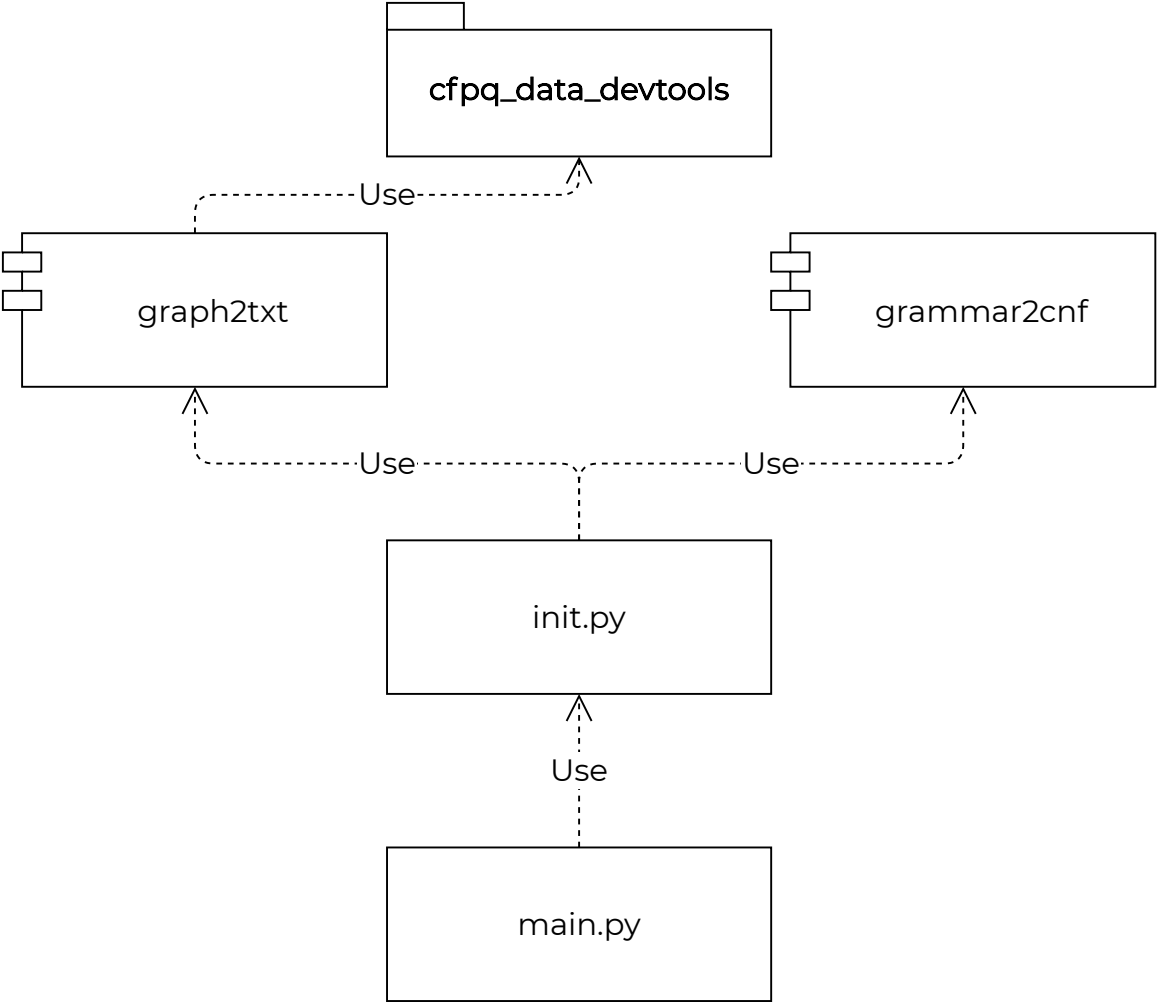 cfpq_data_devtools
Use
graph2txt
grammar2cnf
Use
Use
init.py
Use
main.py